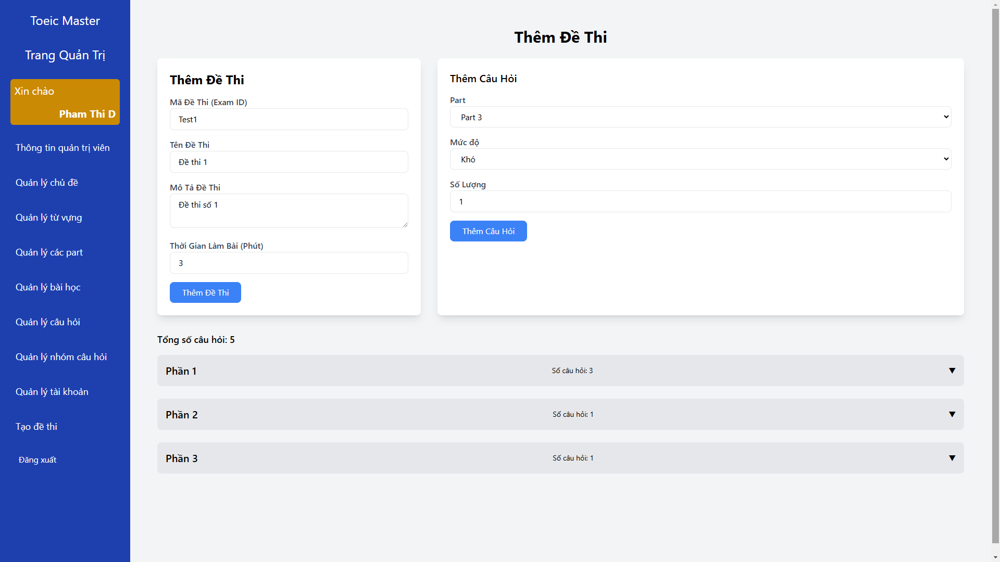 Toeic Master
Trang Quản Trị
Xin chào
Pham Thi D
Thông tin quản trị viên
Quản lý chủ đề
Quản lý từ vựng
Quản lý các part
Quản lý bài học
Quản lý câu hỏi
Quản lý nhóm câu hỏi
Quản lý tài khoản
Tạo đề thi
Đăng xuất
Thêm Đề Thi
Thêm Đề Thi
Mã Đề Thi (Exam ID)
Test1
Tên Đề Thi
Đề thi 1
Mô Tả Đề Thi
Đề thi số 1
Thời Gian Làm Bài (Phút)
3
Thêm Đề Thi
Thêm Câu Hỏi
Part
Part 3
Mức độ
Khó
Số Lượng
1
Thêm Câu Hỏi
Tổng số câu hỏi: 5
Phần 1 Số câu hỏi: 3 ▼
Phần 2 Số câu hỏi: 1 ▼
Phần 3 Số câu hỏi: 1 ▼